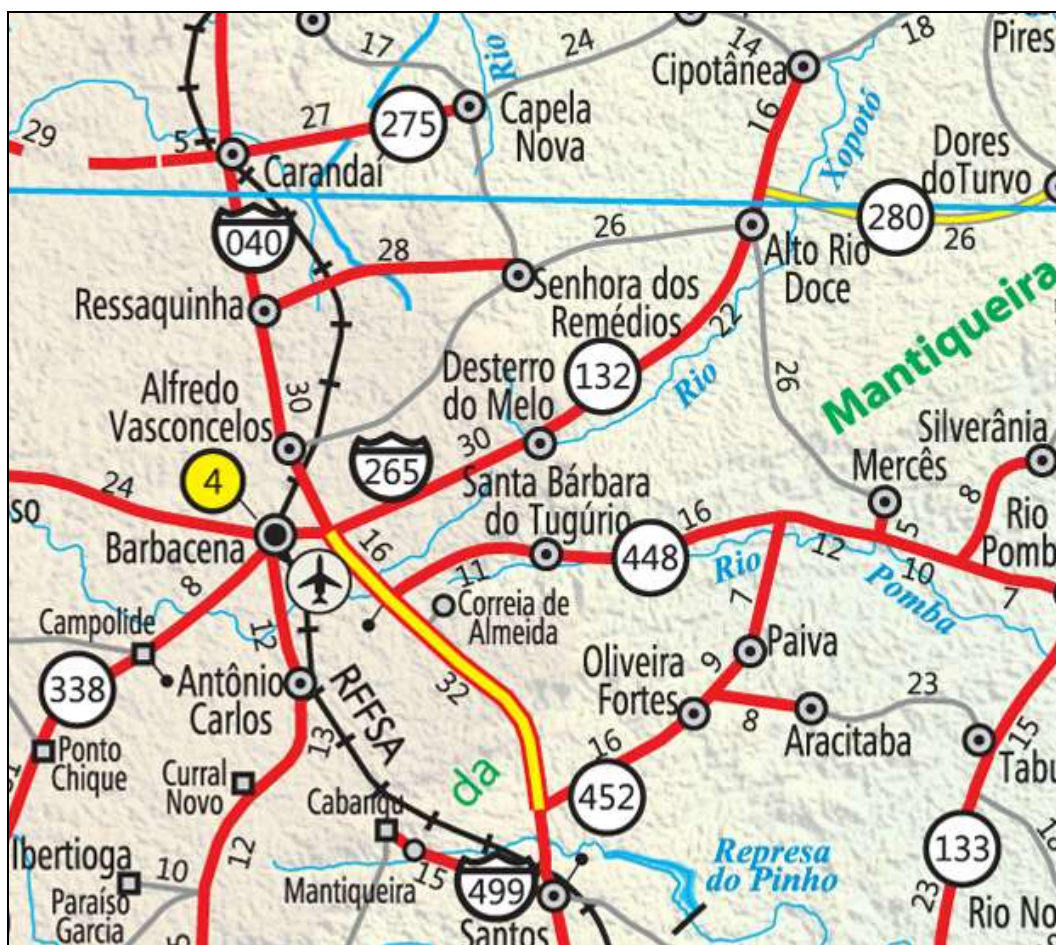 17
24
14
18
Pires
Rio
Cipotânea
29
5
27
275
Capela
Nova
16
Xopotó
Dores
doTurvo
Carandaí
040
28
26
280
26
Alto Rio
Doce
Ressaquinha
Senhora dos
Remédios
22
Mantiqueira
Alfredo
Vasconcelos
30
Desterro
do Melo
132
Rio
26
Silverânia
4
265
30
Mercês
8
24
so
Santa Bárbara
do Tugúrio
16
5
Rio
Pomb
Barbacena
16
448
12
10
11
Rio
Pomba
7
8
7
Correia de
Almeida
Campolide
12
Paiva
9
Oliveira
Fortes
338
Antônio
Carlos
RFFSA
32
23
8
Aracitaba
15
Tabu
Ponto
Chique
13
16
Curral
Novo
da
452
Cabangu
12
133
18
Ibertioga
10
Mantiqueira
15
499
Represa
do Pinho
23
Paraíso
Garcia
Santos
Rio No